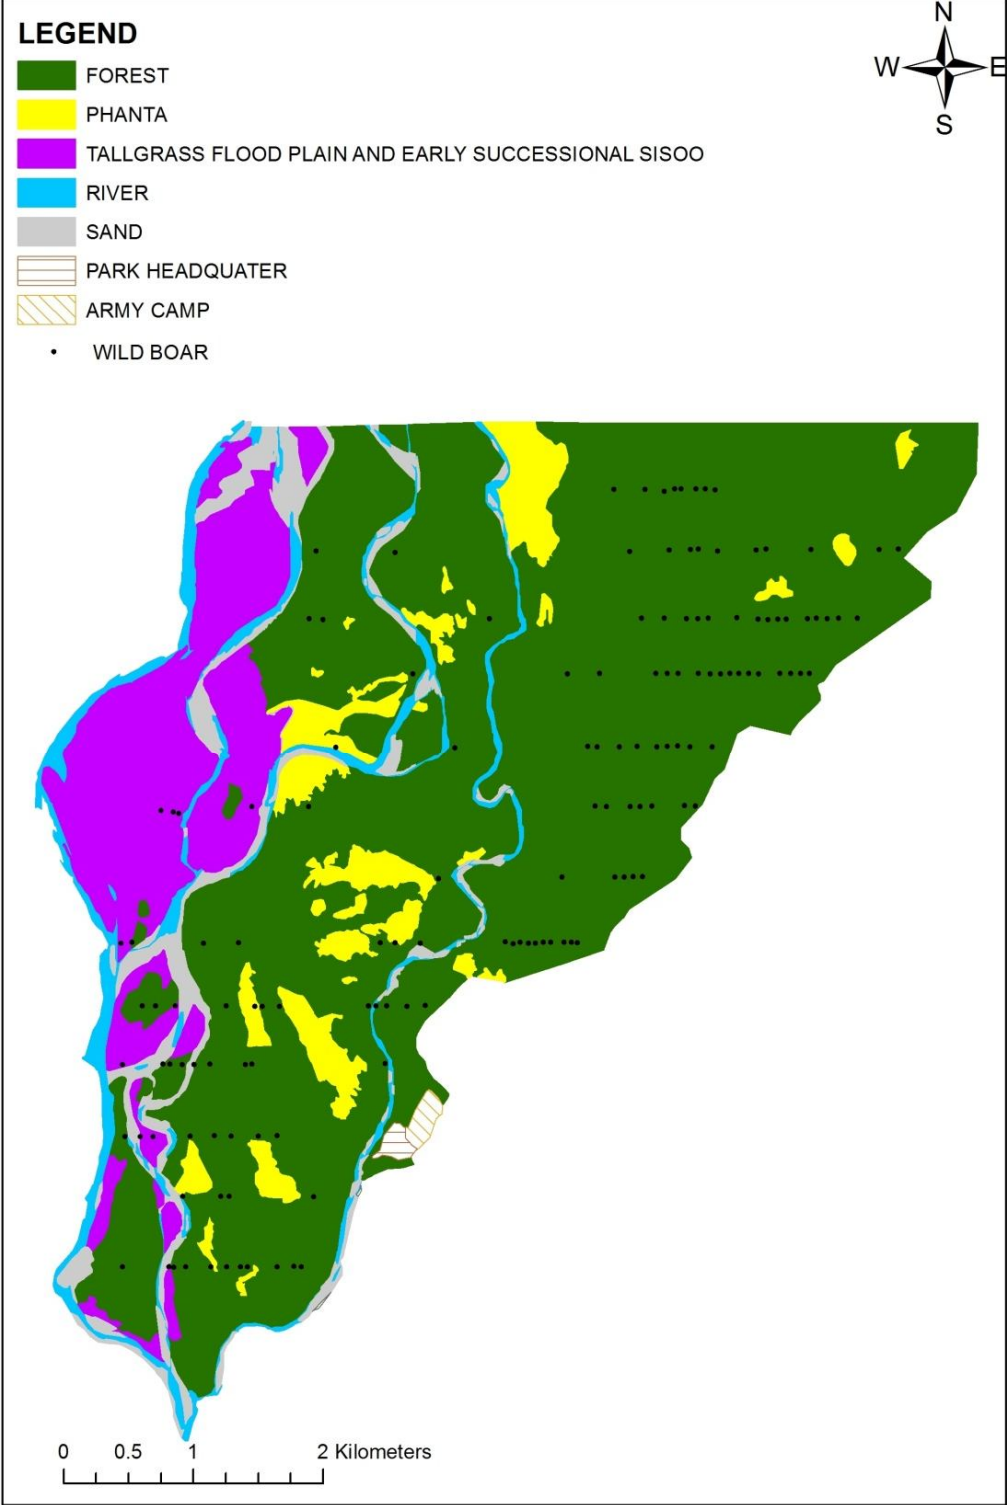 N
LEGEND
W E
FOREST
PHANTA
S
TALLGRASS FLOOD PLAIN AND EARLY SUCCESSIONAL SISOO
RIVER
SAND
PARK HEADQUATER
ARMY CAMP
WILD BOAR
0 0.5 1 2 Kilometers